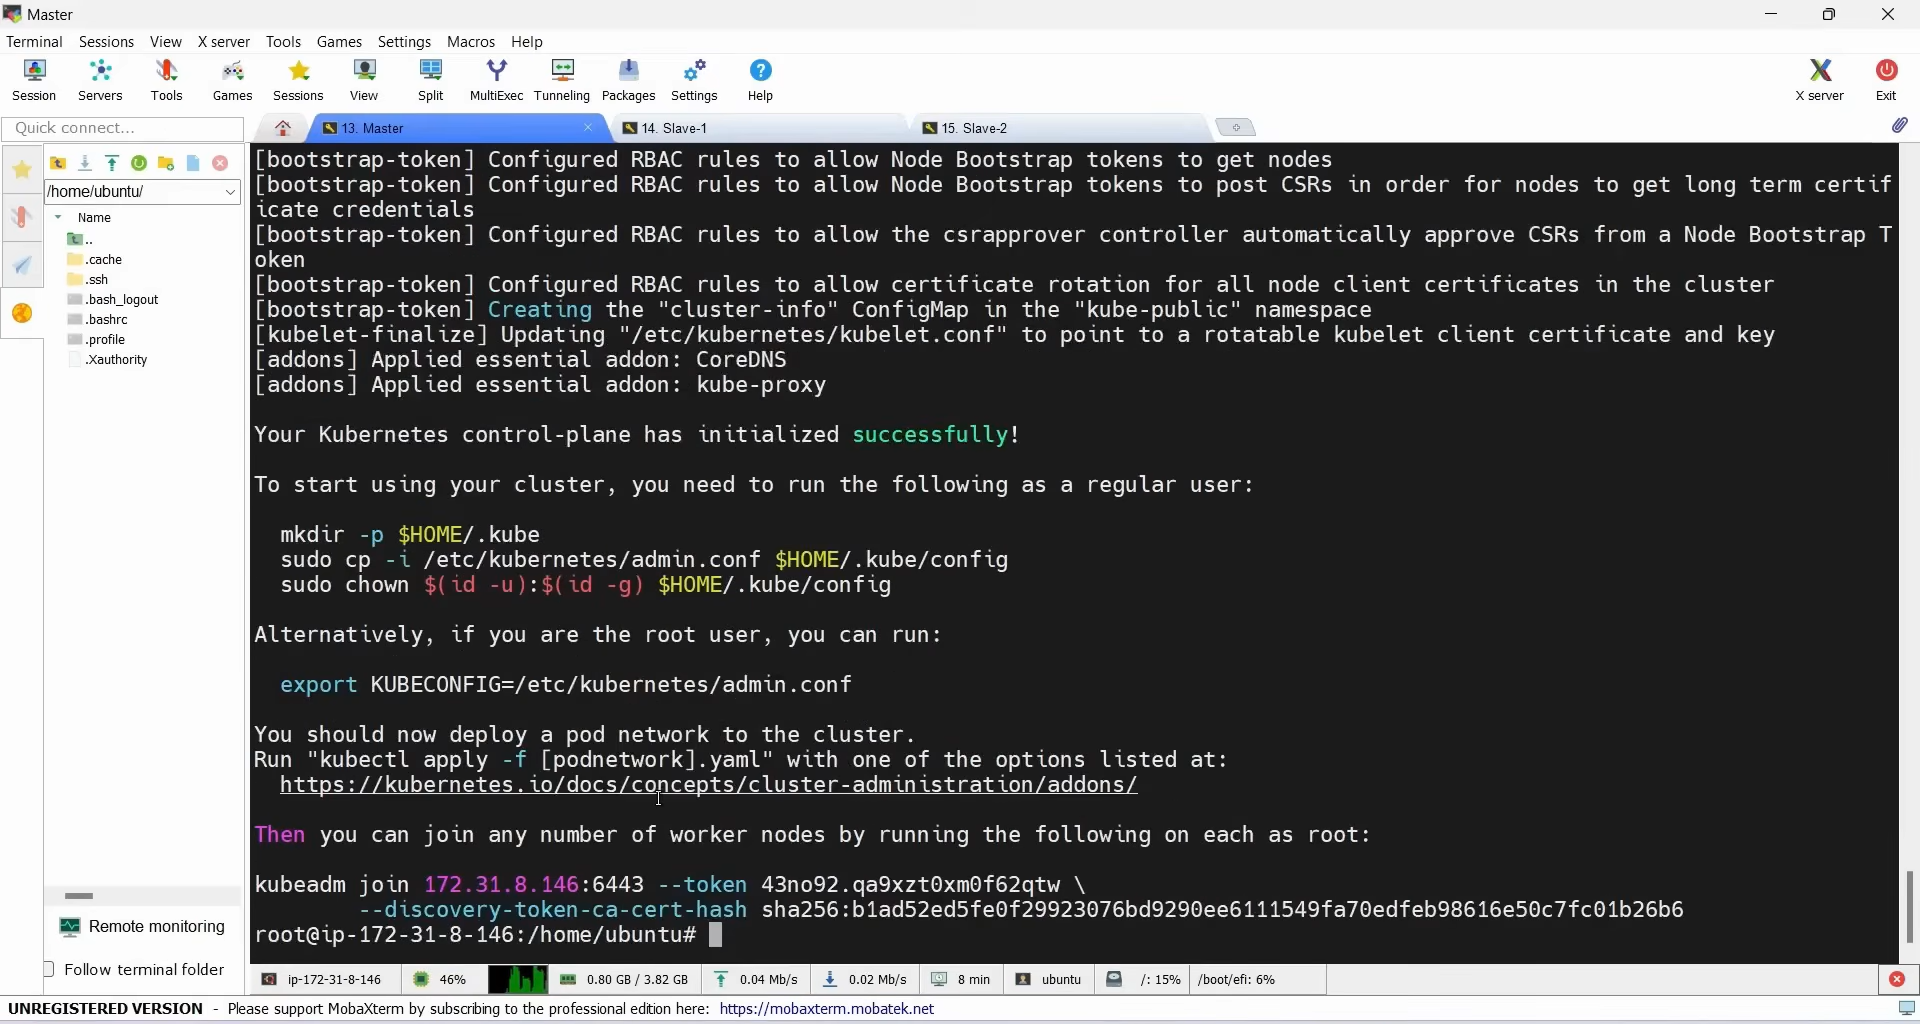 Master
Terminal Sessions View X server Tools Games Settings Macros Help
Session Servers Tools Games Sessions View Split MultiExec Tunneling Packages Settings Help X server Exit
Quick connect... 13. Master 14. Slave-1 15. Slave-2
/home/ubuntu/
Name
..
.cache
.ssh
.bash_logout
.bashrc
.profile
.Xauthority
Remote monitoring
Follow terminal folder
[bootstrap-token] Configured RBAC rules to allow Node Bootstrap tokens to get nodes
[bootstrap-token] Configured RBAC rules to allow Node Bootstrap tokens to post CSRs in order for nodes to get long term certif
icate credentials
[bootstrap-token] Configured RBAC rules to allow the csrapprover controller automatically approve CSRs from a Node Bootstrap T
oken
[bootstrap-token] Configured RBAC rules to allow certificate rotation for all node client certificates in the cluster
[bootstrap-token] Creating the "cluster-info" ConfigMap in the "kube-public" namespace
[kubelet-finalize] Updating "/etc/kubernetes/kubelet.conf" to point to a rotatable kubelet client certificate and key
[addons] Applied essential addon: CoreDNS
[addons] Applied essential addon: kube-proxy
Your Kubernetes control-plane has initialized successfully!
To start using your cluster, you need to run the following as a regular user:
mkdir -p $HOME/.kube
sudo cp -i /etc/kubernetes/admin.conf $HOME/.kube/config
sudo chown $(id -u):$(id -g) $HOME/.kube/config
Alternatively, if you are the root user, you can run:
export KUBECONFIG=/etc/kubernetes/admin.conf
You should now deploy a pod network to the cluster.
Run "kubectl apply -f [podnetwork].yaml" with one of the options listed at:
https://kubernetes.io/docs/concepts/cluster-administration/addons/
Then you can join any number of worker nodes by running the following on each as root:
kubeadm join 172.31.8.146:6443 --token 43no92.qa9xzt0xm0f62qtw \
--discovery-token-ca-cert-hash sha256:b1ad52ed5fe0f29923076bd9290ee6111549fa70edfeb98616e50c7fc01b26b6
root@ip-172-31-8-146:/home/ubuntu#
ip-172-31-8-146 46% 0.80 GB / 3.82 GB 0.04 Mb/s 0.02 Mb/s 8 min ubuntu /: 15% /boot/efi: 6%
UNREGISTERED VERSION - Please support MobaXterm by subscribing to the professional edition here: https://mobaxterm.mobatek.net